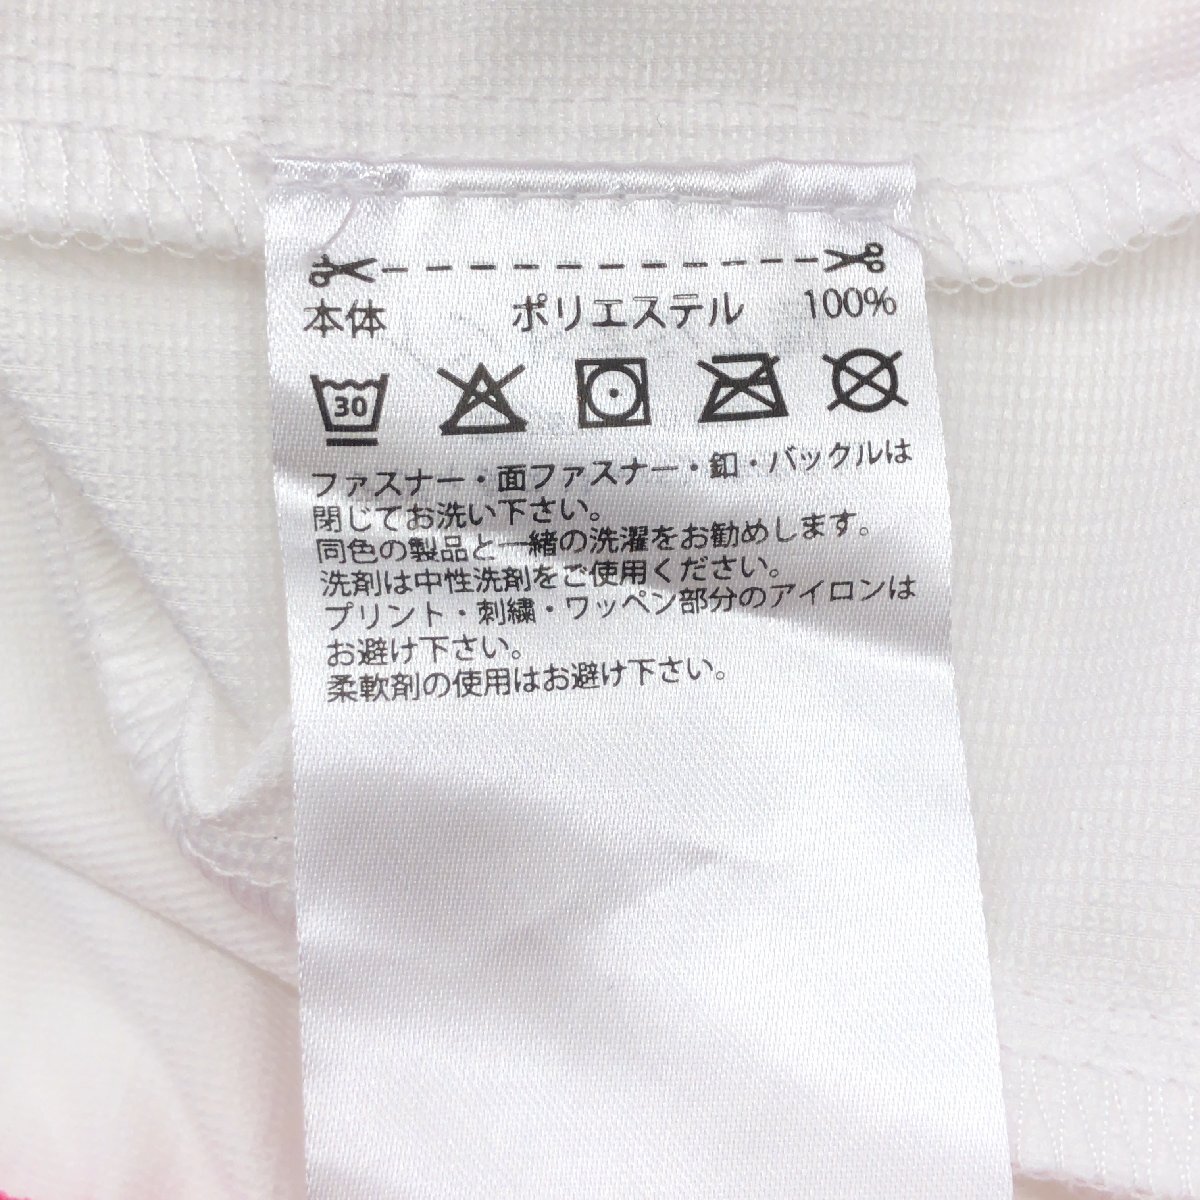 本体 ポリエステル 100%
30
ファスナー・面ファスナー・釦・バックルは
閉じてお洗い下さい。
同色の製品と一緒の洗濯をお勧めします。
洗剤は中性洗剤をご使用ください。
プリント・刺繍・ワッペン部分のアイロンは
お避け下さい。
柔軟剤の使用はお避け下さい。